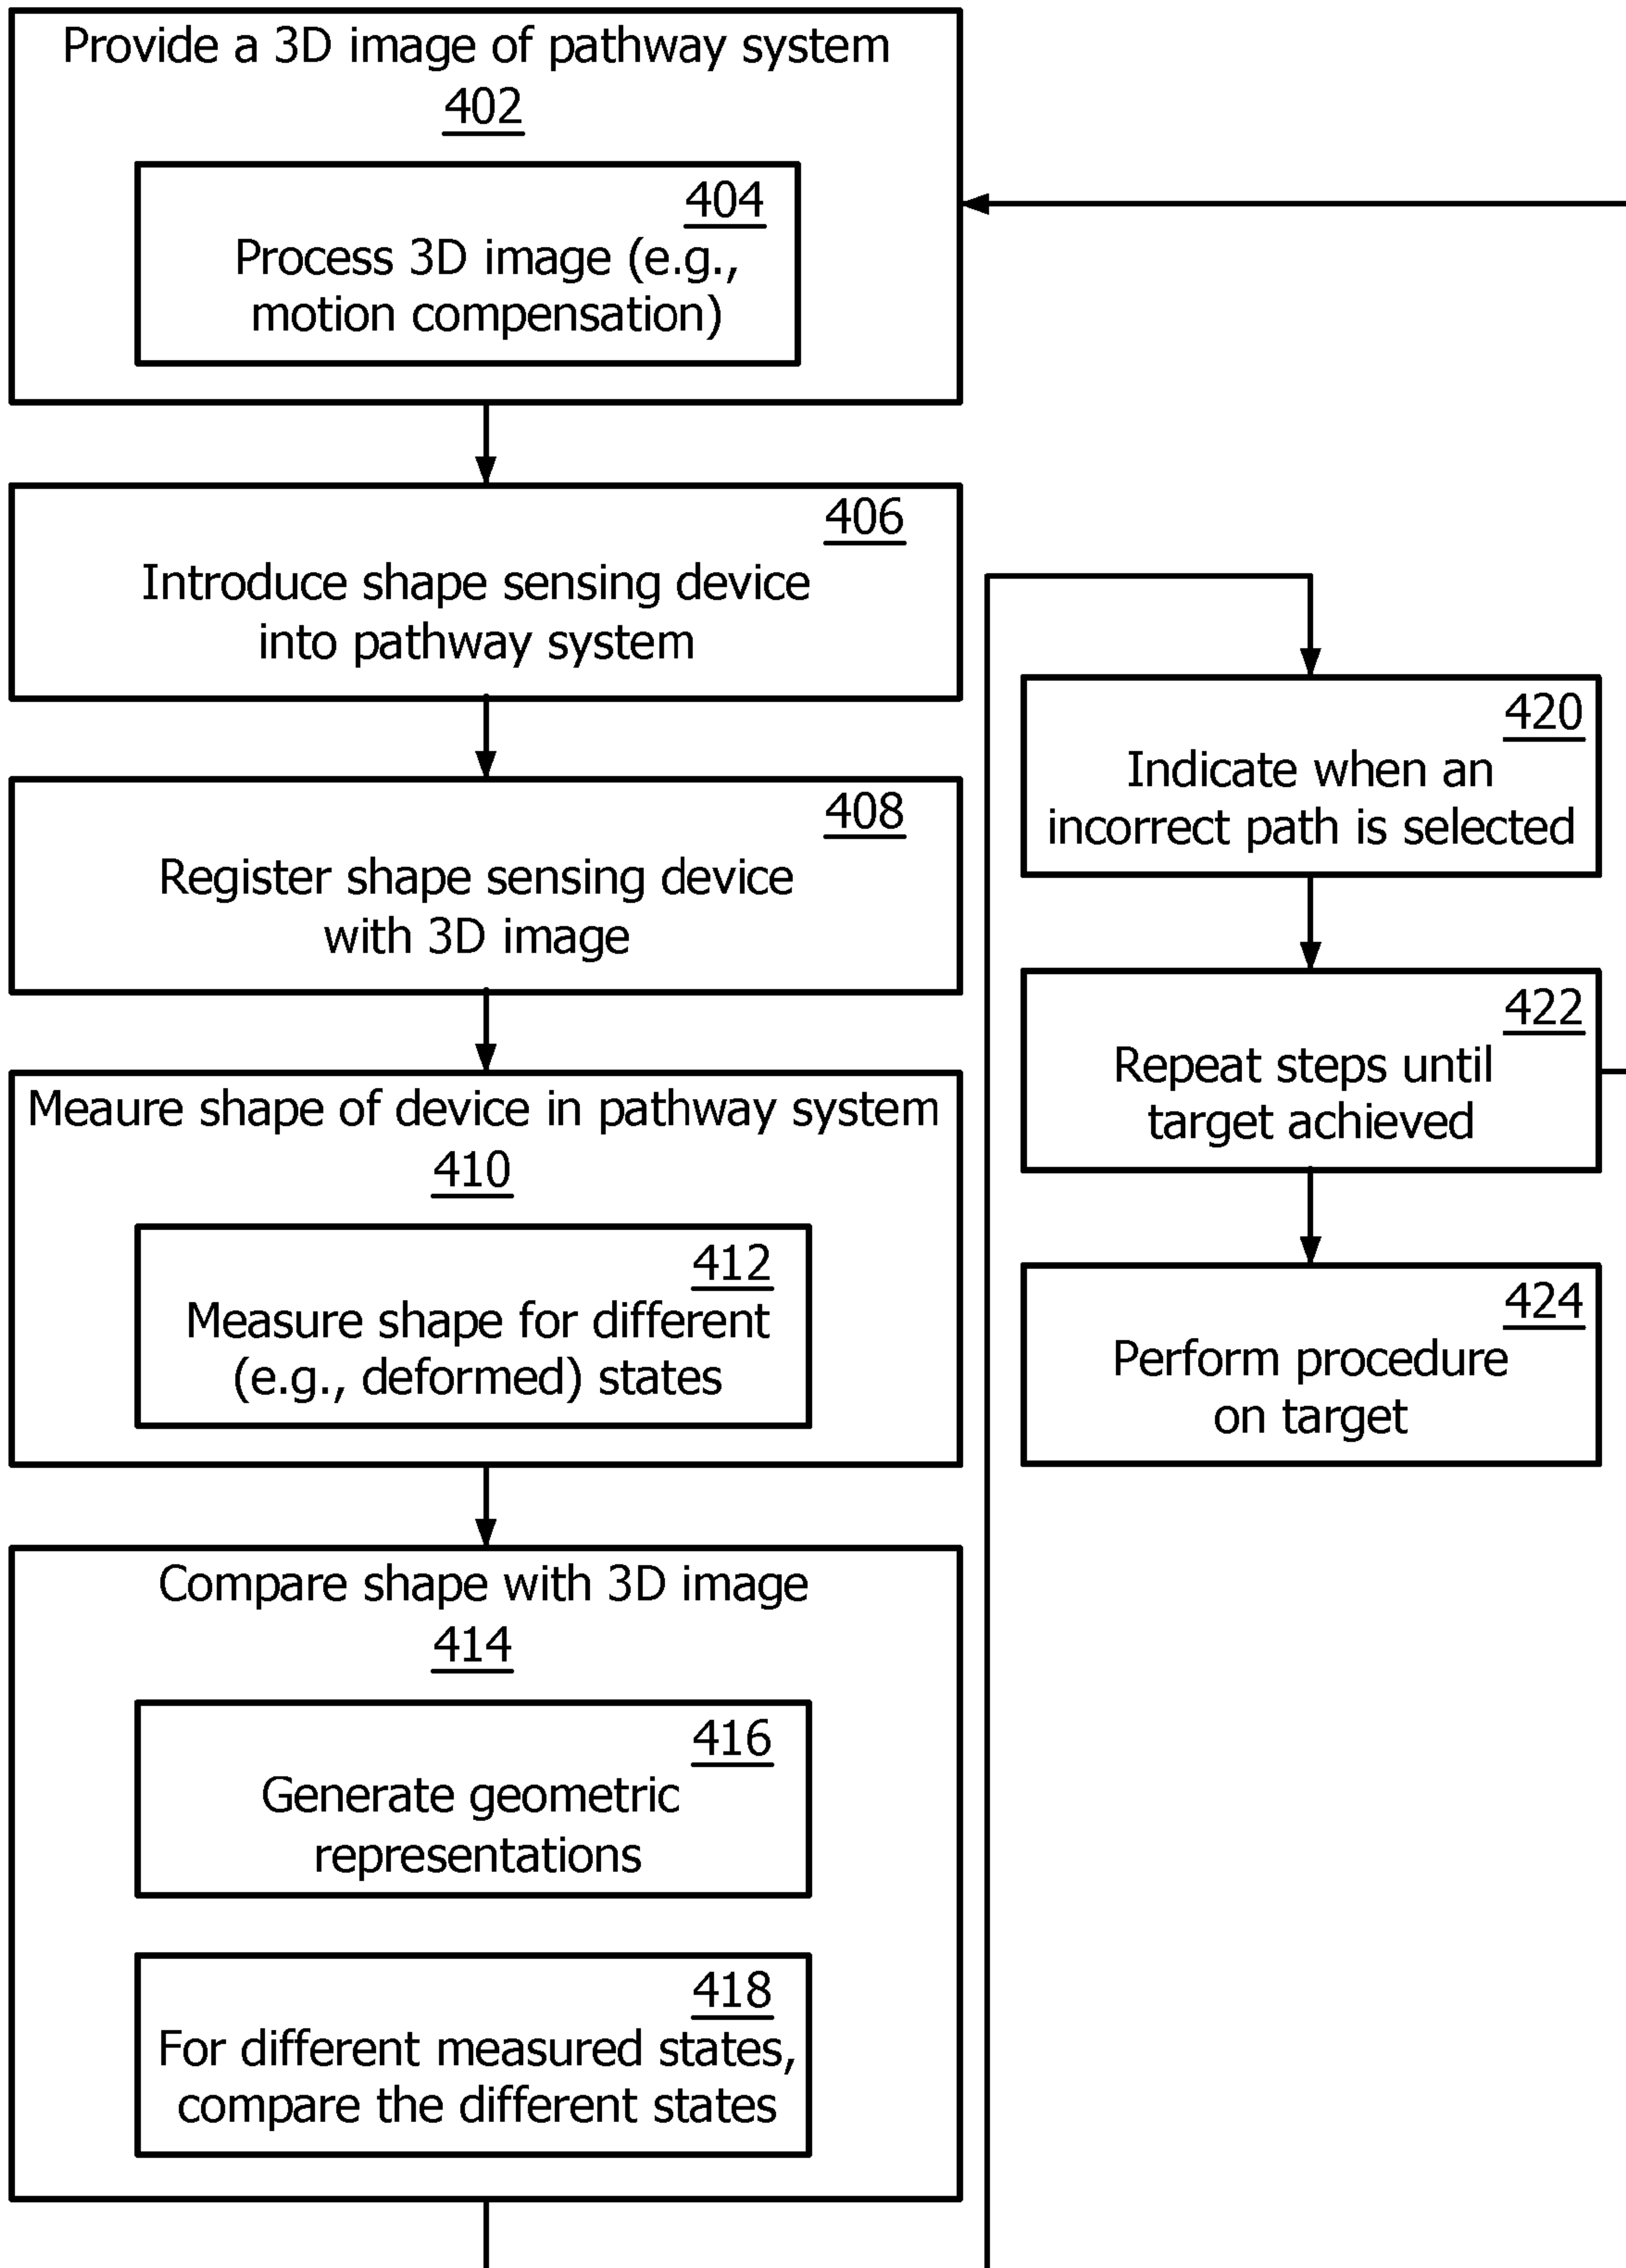 Provide a 3D image of pathway system
402
404
Process 3D image (e.g.,
motion compensation)
406
Introduce shape sensing device
into pathway system
408
Register shape sensing device
with 3D image
Meaure shape of device in pathway system
410
412
Measure shape for different
(e.g., deformed) states
Compare shape with 3D image
414
416
Generate geometric
representations
418
For different measured states,
compare the different states
420
Indicate when an
incorrect path is selected
422
Repeat steps until
target achieved
424
Perform procedure
on target